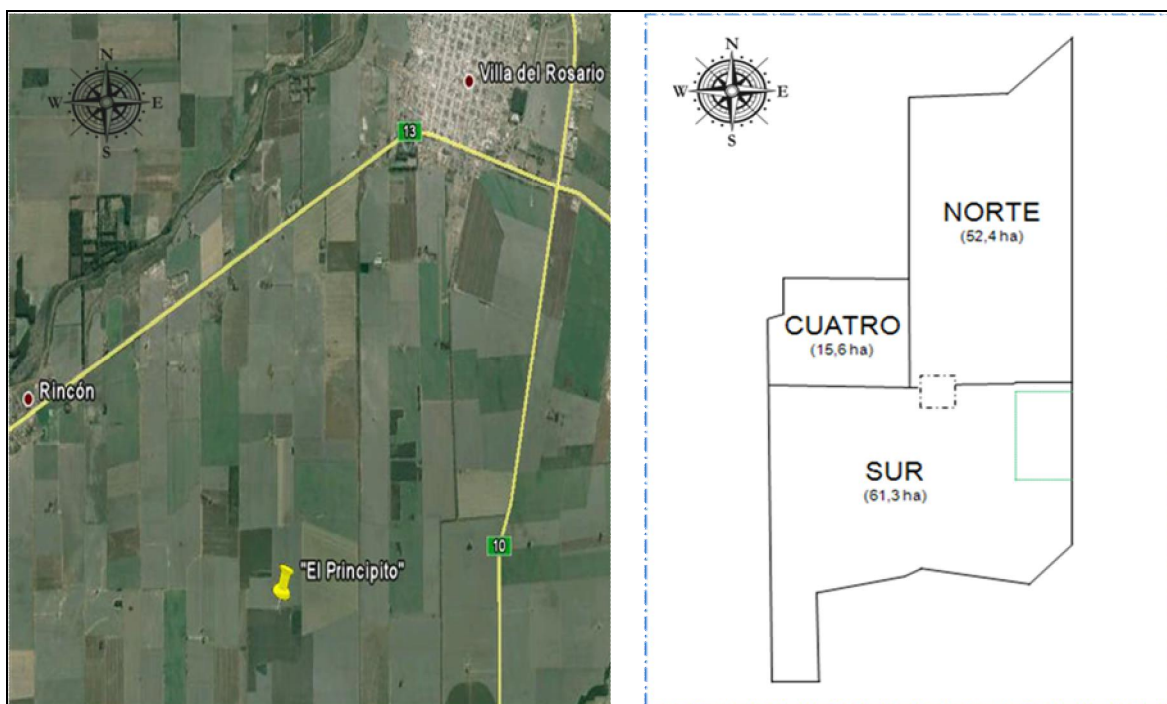 N
W E
S
Villa del Rosario
13
Rincón
10
"El Principito"
N
W E
S
NORTE
(52,4 ha)
CUATRO
(15,6 ha)
SUR
(61,3 ha)